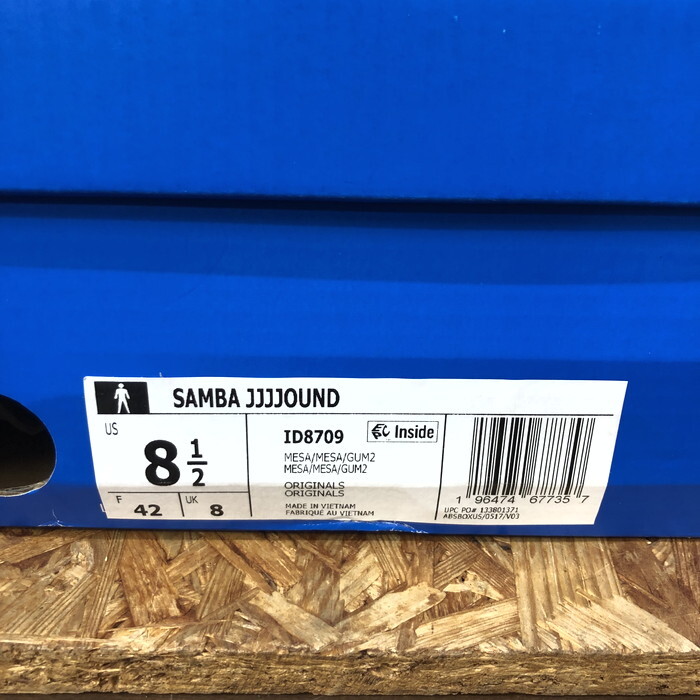 SAMBA JJJJOUND
US
8 1/2
F 42
UK 8
ID8709
€ Inside
MESA/MESA/GUM2
MESA/MESA/GUM2
ORIGINALS
ORIGINALS
MADE IN VIETNAM
FABRIQUÉ AU VIETNAM
1 96474 67735 7
UPC PO# 133801371
ABSBOXUS/0517/V03